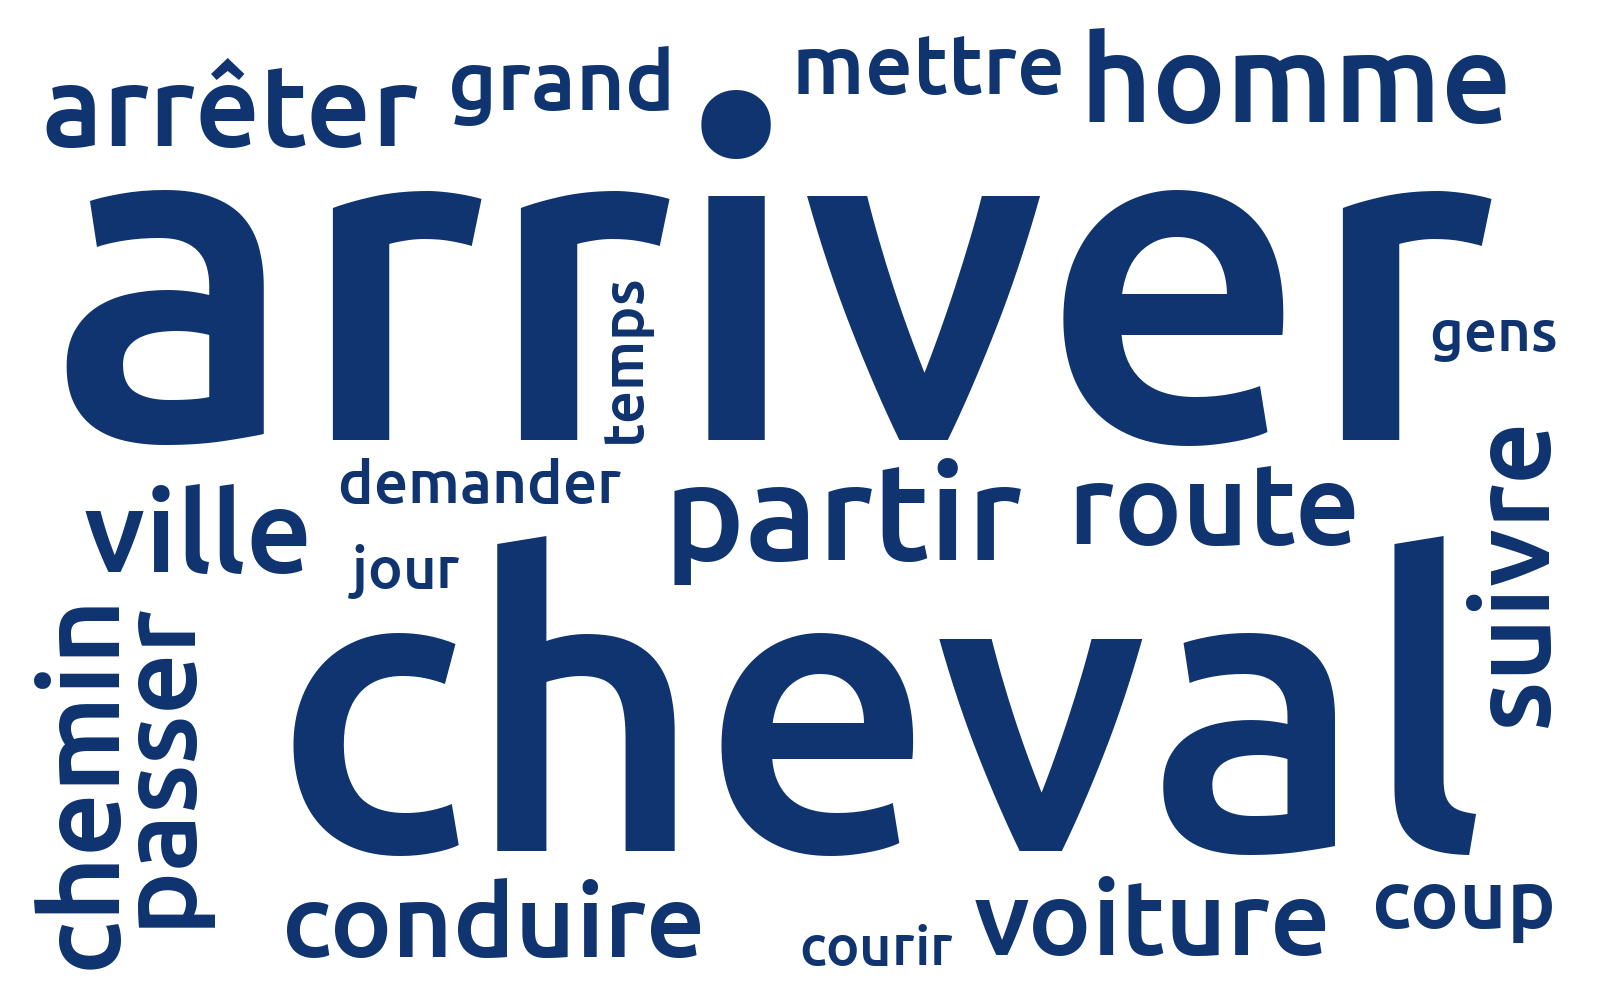 arrêter
grand
mettre
homme
arriver
temps
gens
demander
partir
route
suivre
ville
jour
cheval
chemin
passer
conduire
courir
voiture
coup